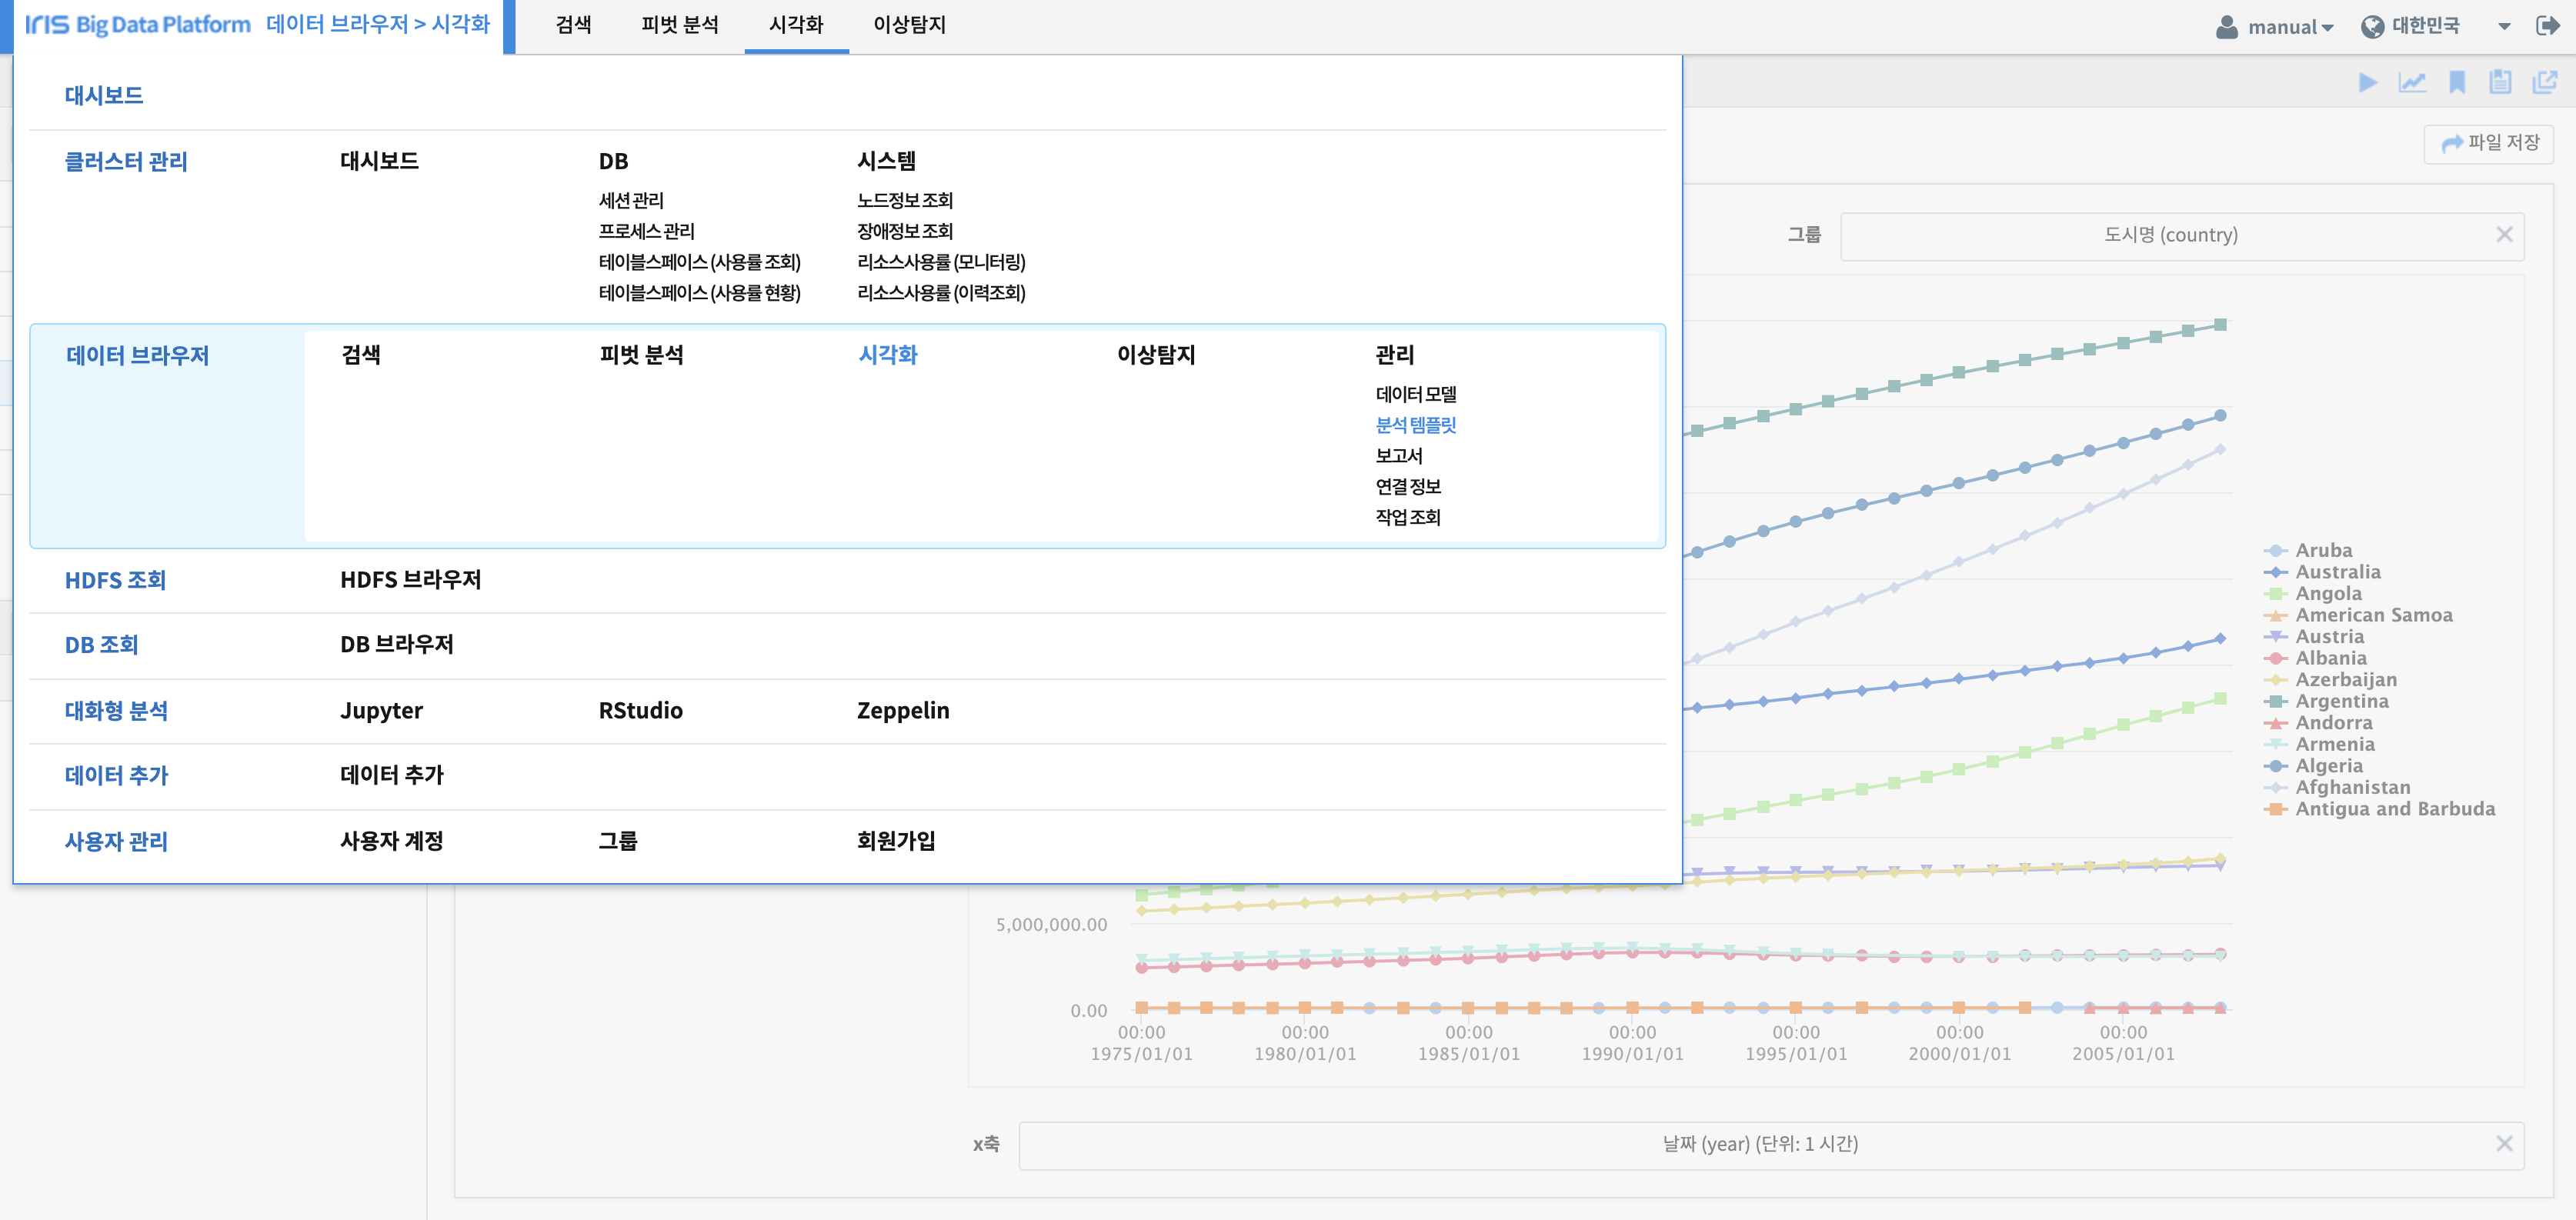 IRIS Big Data Platform 데이터 브라우저 > 시각화 검색 피벗 분석 시각화 이상탐지 manual 대한민국
대시보드
클러스터 관리 대시보드 DB 시스템
세션 관리 노드정보 조회
프로세스 관리 장애정보 조회
테이블스페이스 (사용률 조회) 리소스사용률 (모니터링)
테이블스페이스 (사용률 현황) 리소스사용률 (이력조회)
데이터 브라우저 검색 피벗 분석 시각화 이상탐지 관리
데이터 모델
분석 템플릿
보고서
연결 정보
작업 조회
HDFS 조회 HDFS 브라우저
DB 조회 DB 브라우저
대화형 분석 Jupyter RStudio Zeppelin
데이터 추가 데이터 추가
사용자 관리 사용자 계정 그룹 회원가입
파일 저장
그룹 도시명 (country)
Aruba
Australia
Angola
American Samoa
Austria
Albania
Azerbaijan
Argentina
Andorra
Armenia
Algeria
Afghanistan
Antigua and Barbuda
5,000,000.00
0.00
00:00 00:00 00:00 00:00 00:00 00:00 00:00
1975/01/01 1980/01/01 1985/01/01 1990/01/01 1995/01/01 2000/01/01 2005/01/01
x축 날짜 (year) (단위: 1 시간)